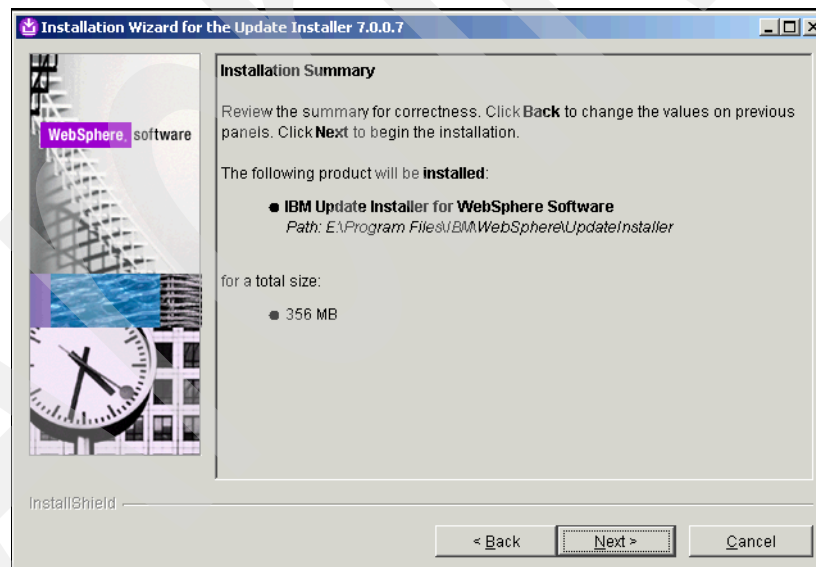 Installation Wizard for the Update Installer 7.0.0.7
WebSphere. software
Installation Summary
Review the summary for correctness. Click Back to change the values on previous
panels. Click Next to begin the installation.
The following product will be installed:
IBM Update Installer for WebSphere Software
Path: E:\Program Files\IBM\WebSphere\UpdateInstaller
for a total size:
356 MB
InstallShield
< Back
Next >
Cancel